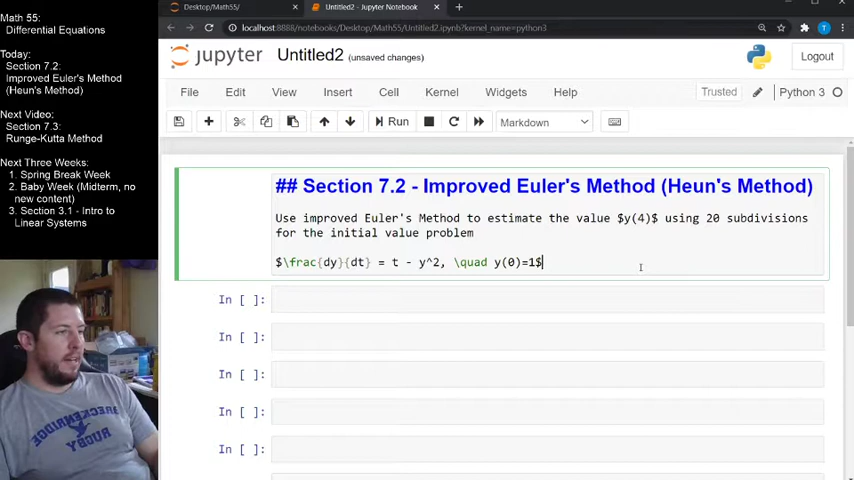 Math 55:
Differential Equations
Today:
Section 7.2:
Improved Euler's Method
(Heun's Method)
Next Video:
Section 7.3:
Runge-Kutta Method
Next Three Weeks:
1. Spring Break Week
2. Baby Week (Midterm, no
new content)
3. Section 3.1 - Intro to
Linear Systems
Desktop/Math55/
Untitled2 - Jupyter Notebook
localhost:8888/notebooks/Desktop/Math55/Untitled2.ipynb?kernel_name=python3
T
jupyter Untitled2 (unsaved changes)
Logout
File Edit View Insert Cell Kernel Widgets Help
Trusted
Python 3
Run
Markdown
## Section 7.2 - Improved Euler's Method (Heun's Method)
Use improved Euler's Method to estimate the value $y(4)$ using 20 subdivisions
for the initial value problem
$\frac{dy}{dt} = t - y^2, \quad y(0)=1$
In [ ]:
In [ ]:
In [ ]:
In [ ]:
In [ ]:
BRECKENRIDGE
RUGBY